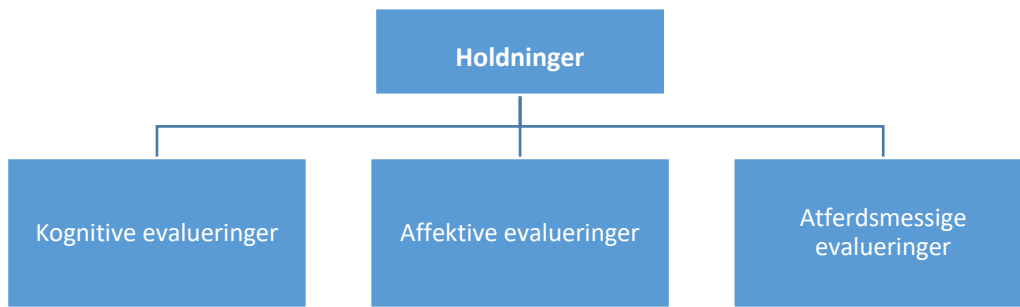 Holdninger
Kognitive evalueringer
Affektive evalueringer
Atferdsmessige
evalueringer